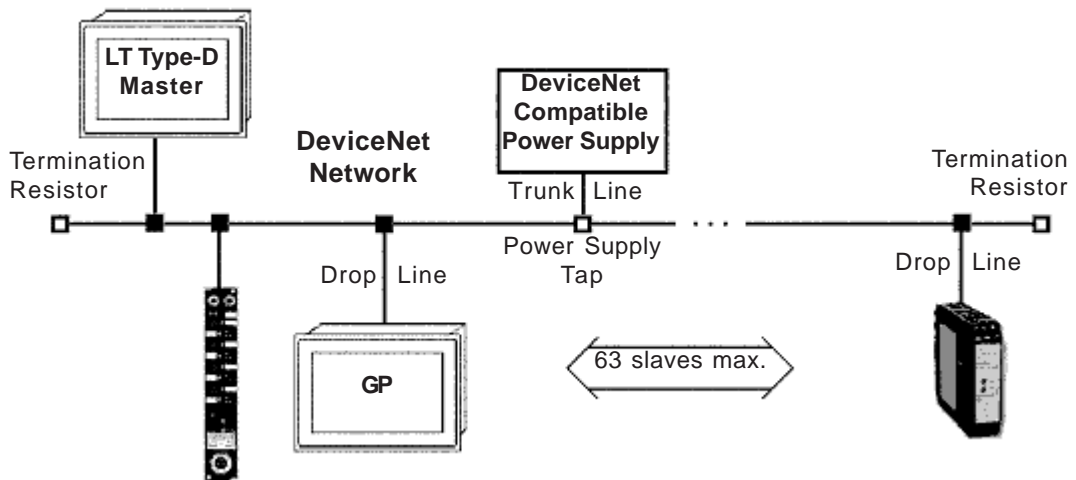 LT Type-D
Master
DeviceNet
Compatible
Power Supply
DeviceNet
Network
Termination
Resistor
Trunk Line
Termination
Resistor
...
Power Supply
Tap
Drop Line
Drop Line
63 slaves max.
GP